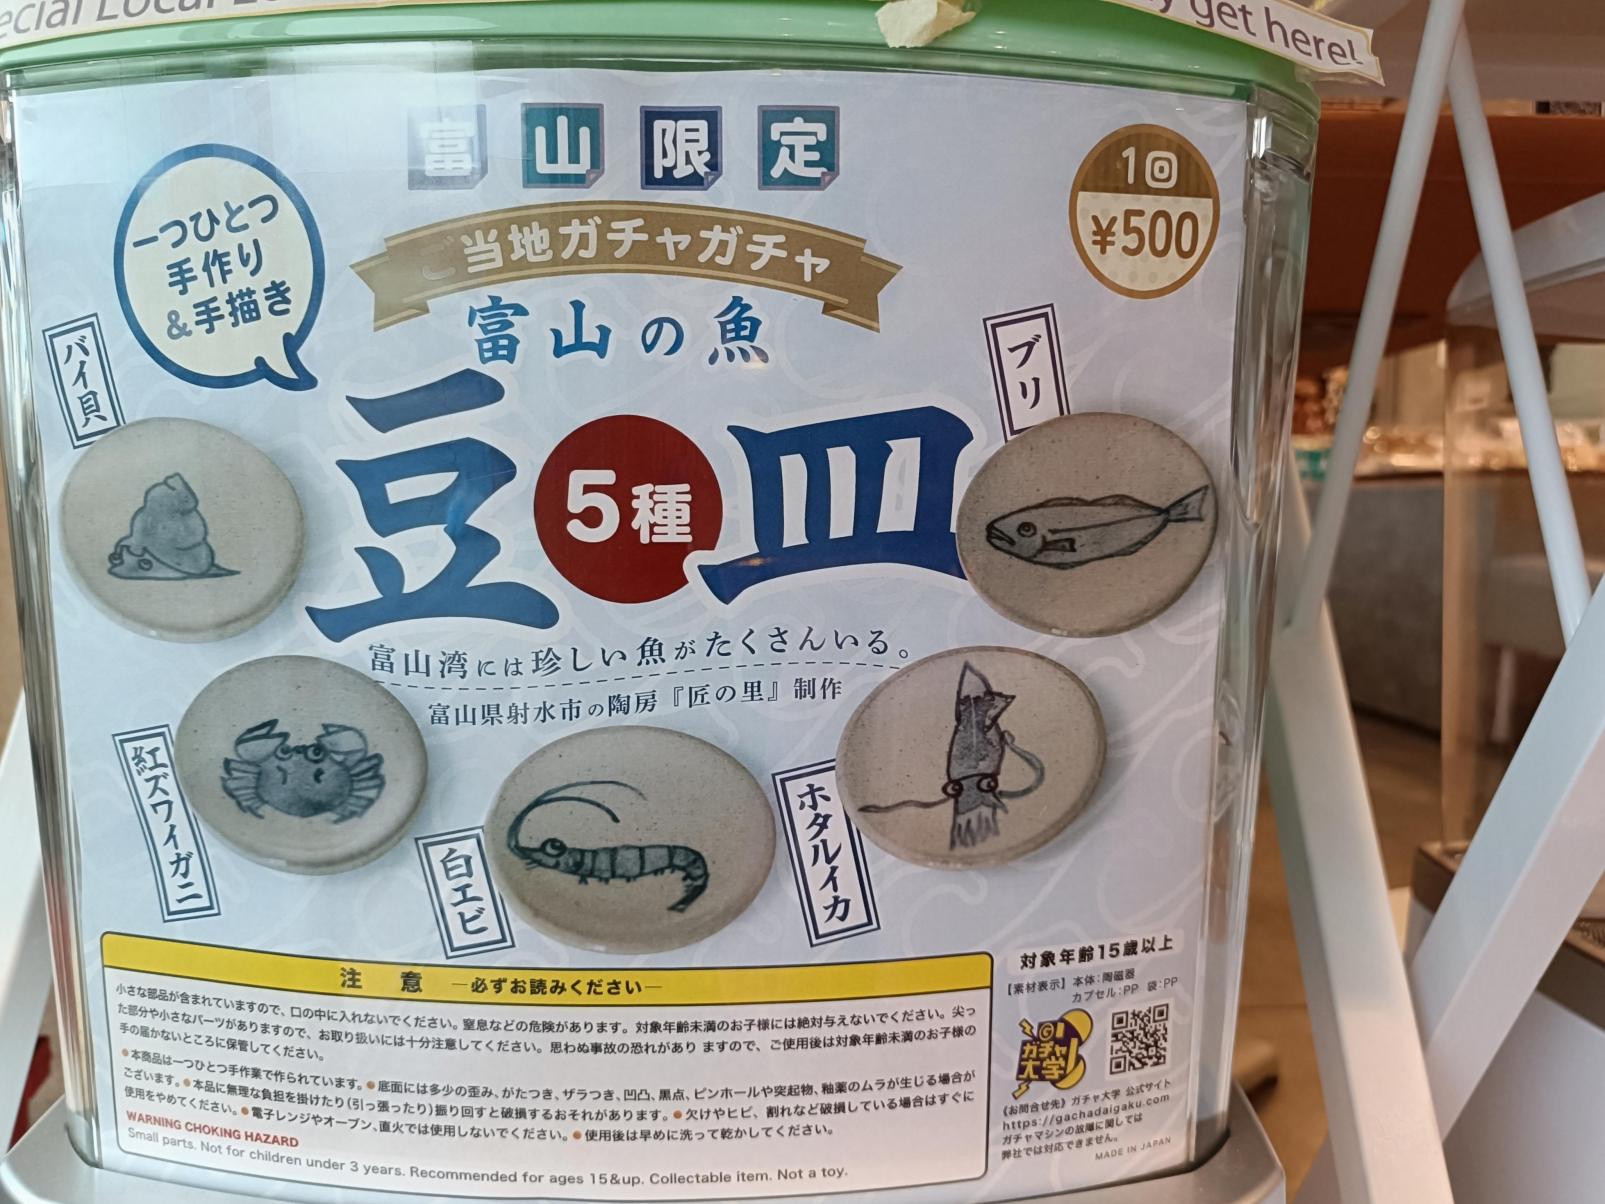 ecial Local
y get here!
富山限定
ご当地ガチャガチャ
1回
¥500
一つひとつ
手作り
&手描き
富山の魚
豆皿
5種
バイ貝
ブリ
富山湾には珍しい魚がたくさんいる。
富山県射水市の陶房『匠の里』制作
紅ズワイガニ
白エビ
ホタルイカ
注 意 ―必ずお読みください―
小さな部品が含まれていますので、口の中に入れないでください。窒息などの危険があります。対象年齢未満のお子様には絶対与えないでください。尖っ
た部分や小さなパーツがありますので、お取り扱いには十分注意してください。思わぬ事故の恐れがあり ますので、ご使用後は対象年齢未満のお子様の
手の届かないところに保管してください。
●本商品は一つひとつ手作業で作られています。●底面には多少の歪み、がたつき、ザラつき、凹凸、黒点、ピンホールや突起物、釉薬のムラが生じる場合が
ございます。●本品に無理な負担を掛けたり(引っ張ったり)振り回すと破損するおそれがあります。●欠けやヒビ、割れなど破損している場合はすぐに
使用をやめてください。●電子レンジやオーブン、直火では使用しないでください。●使用後は早めに洗って乾かしてください。
WARNING CHOKING HAZARD
Small parts. Not for children under 3 years. Recommended for ages 15&up. Collectable item. Not a toy.
対象年齢15歳以上
【素材表示】本体:陶磁器
カプセル:PP 袋:PP
ガチャ
大学
《お問合せ先》ガチャ大学 公式サイト
https://gachadaigaku.com
ガチャマシンの故障に関しては
弊社では対応できません。
MADE IN JAPAN